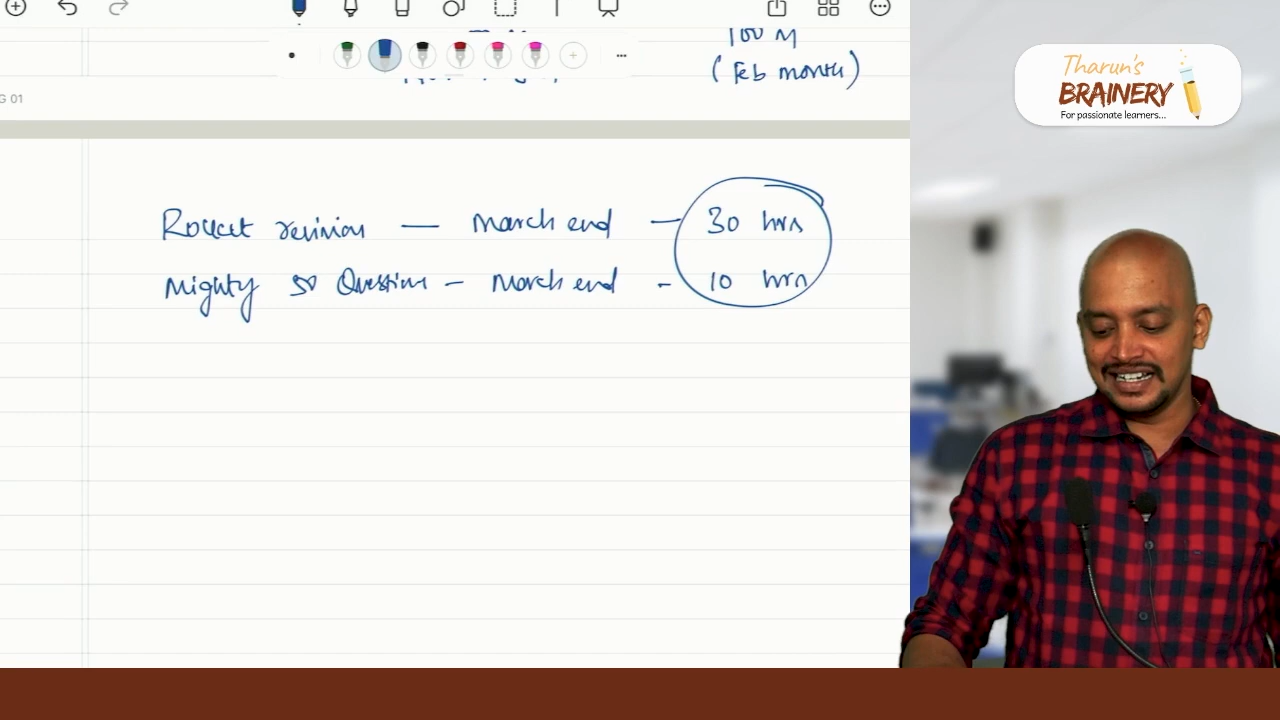 100 M
(Feb month)
G 01
Rocket revision — March end — 30 hrs
Mighty 50 Questions - March end - 10 hrs
Tharun's
BRAINERY
For passionate learners...